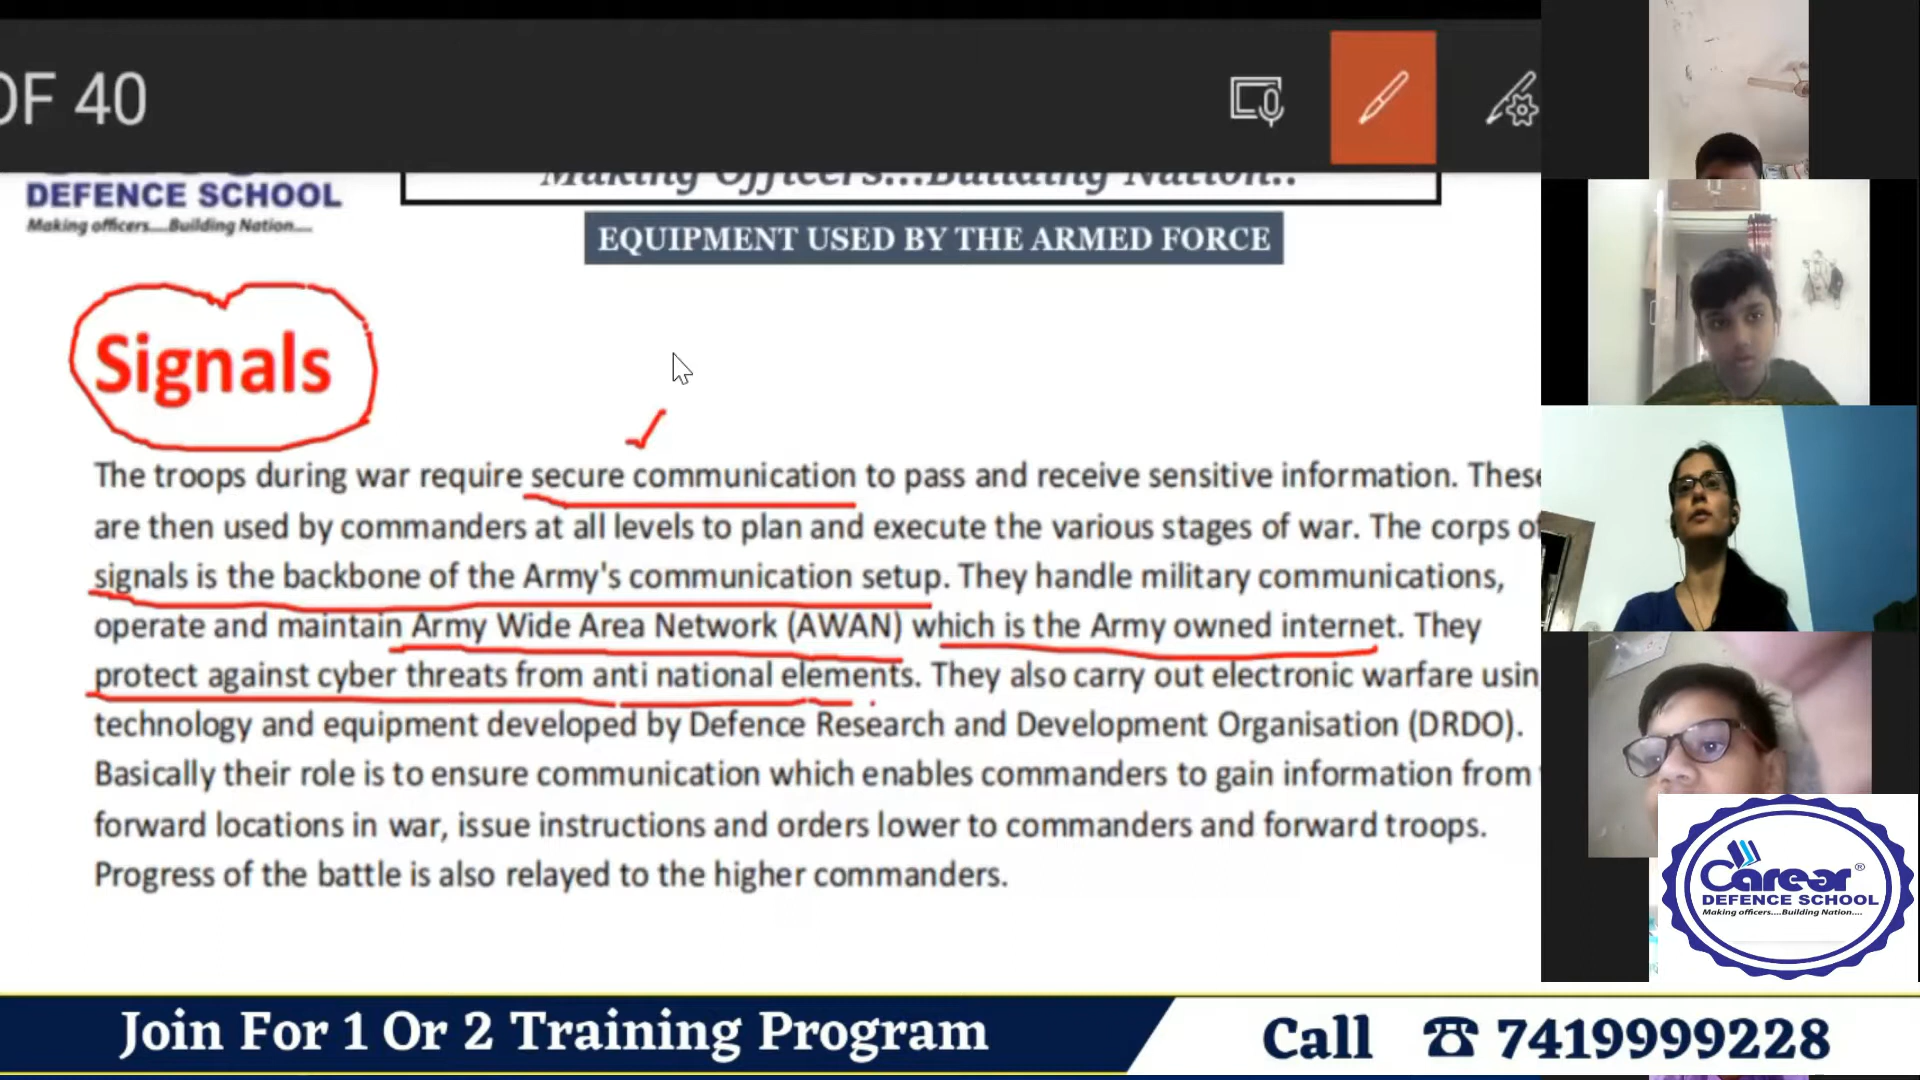 OF 40
DEFENCE SCHOOL
Making officers....Building Nation....
Making Officers...Building Nation..
EQUIPMENT USED BY THE ARMED FORCE
Signals
The troops during war require secure communication to pass and receive sensitive information. These
are then used by commanders at all levels to plan and execute the various stages of war. The corps of
signals is the backbone of the Army's communication setup. They handle military communications,
operate and maintain Army Wide Area Network (AWAN) which is the Army owned internet. They
protect against cyber threats from anti national elements. They also carry out electronic warfare usin
technology and equipment developed by Defence Research and Development Organisation (DRDO).
Basically their role is to ensure communication which enables commanders to gain information from
forward locations in war, issue instructions and orders lower to commanders and forward troops.
Progress of the battle is also relayed to the higher commanders.
Carear®
DEFENCE SCHOOL
Making officers....Building Nation....
Join For 1 Or 2 Training Program
Call ☎ 7419999228